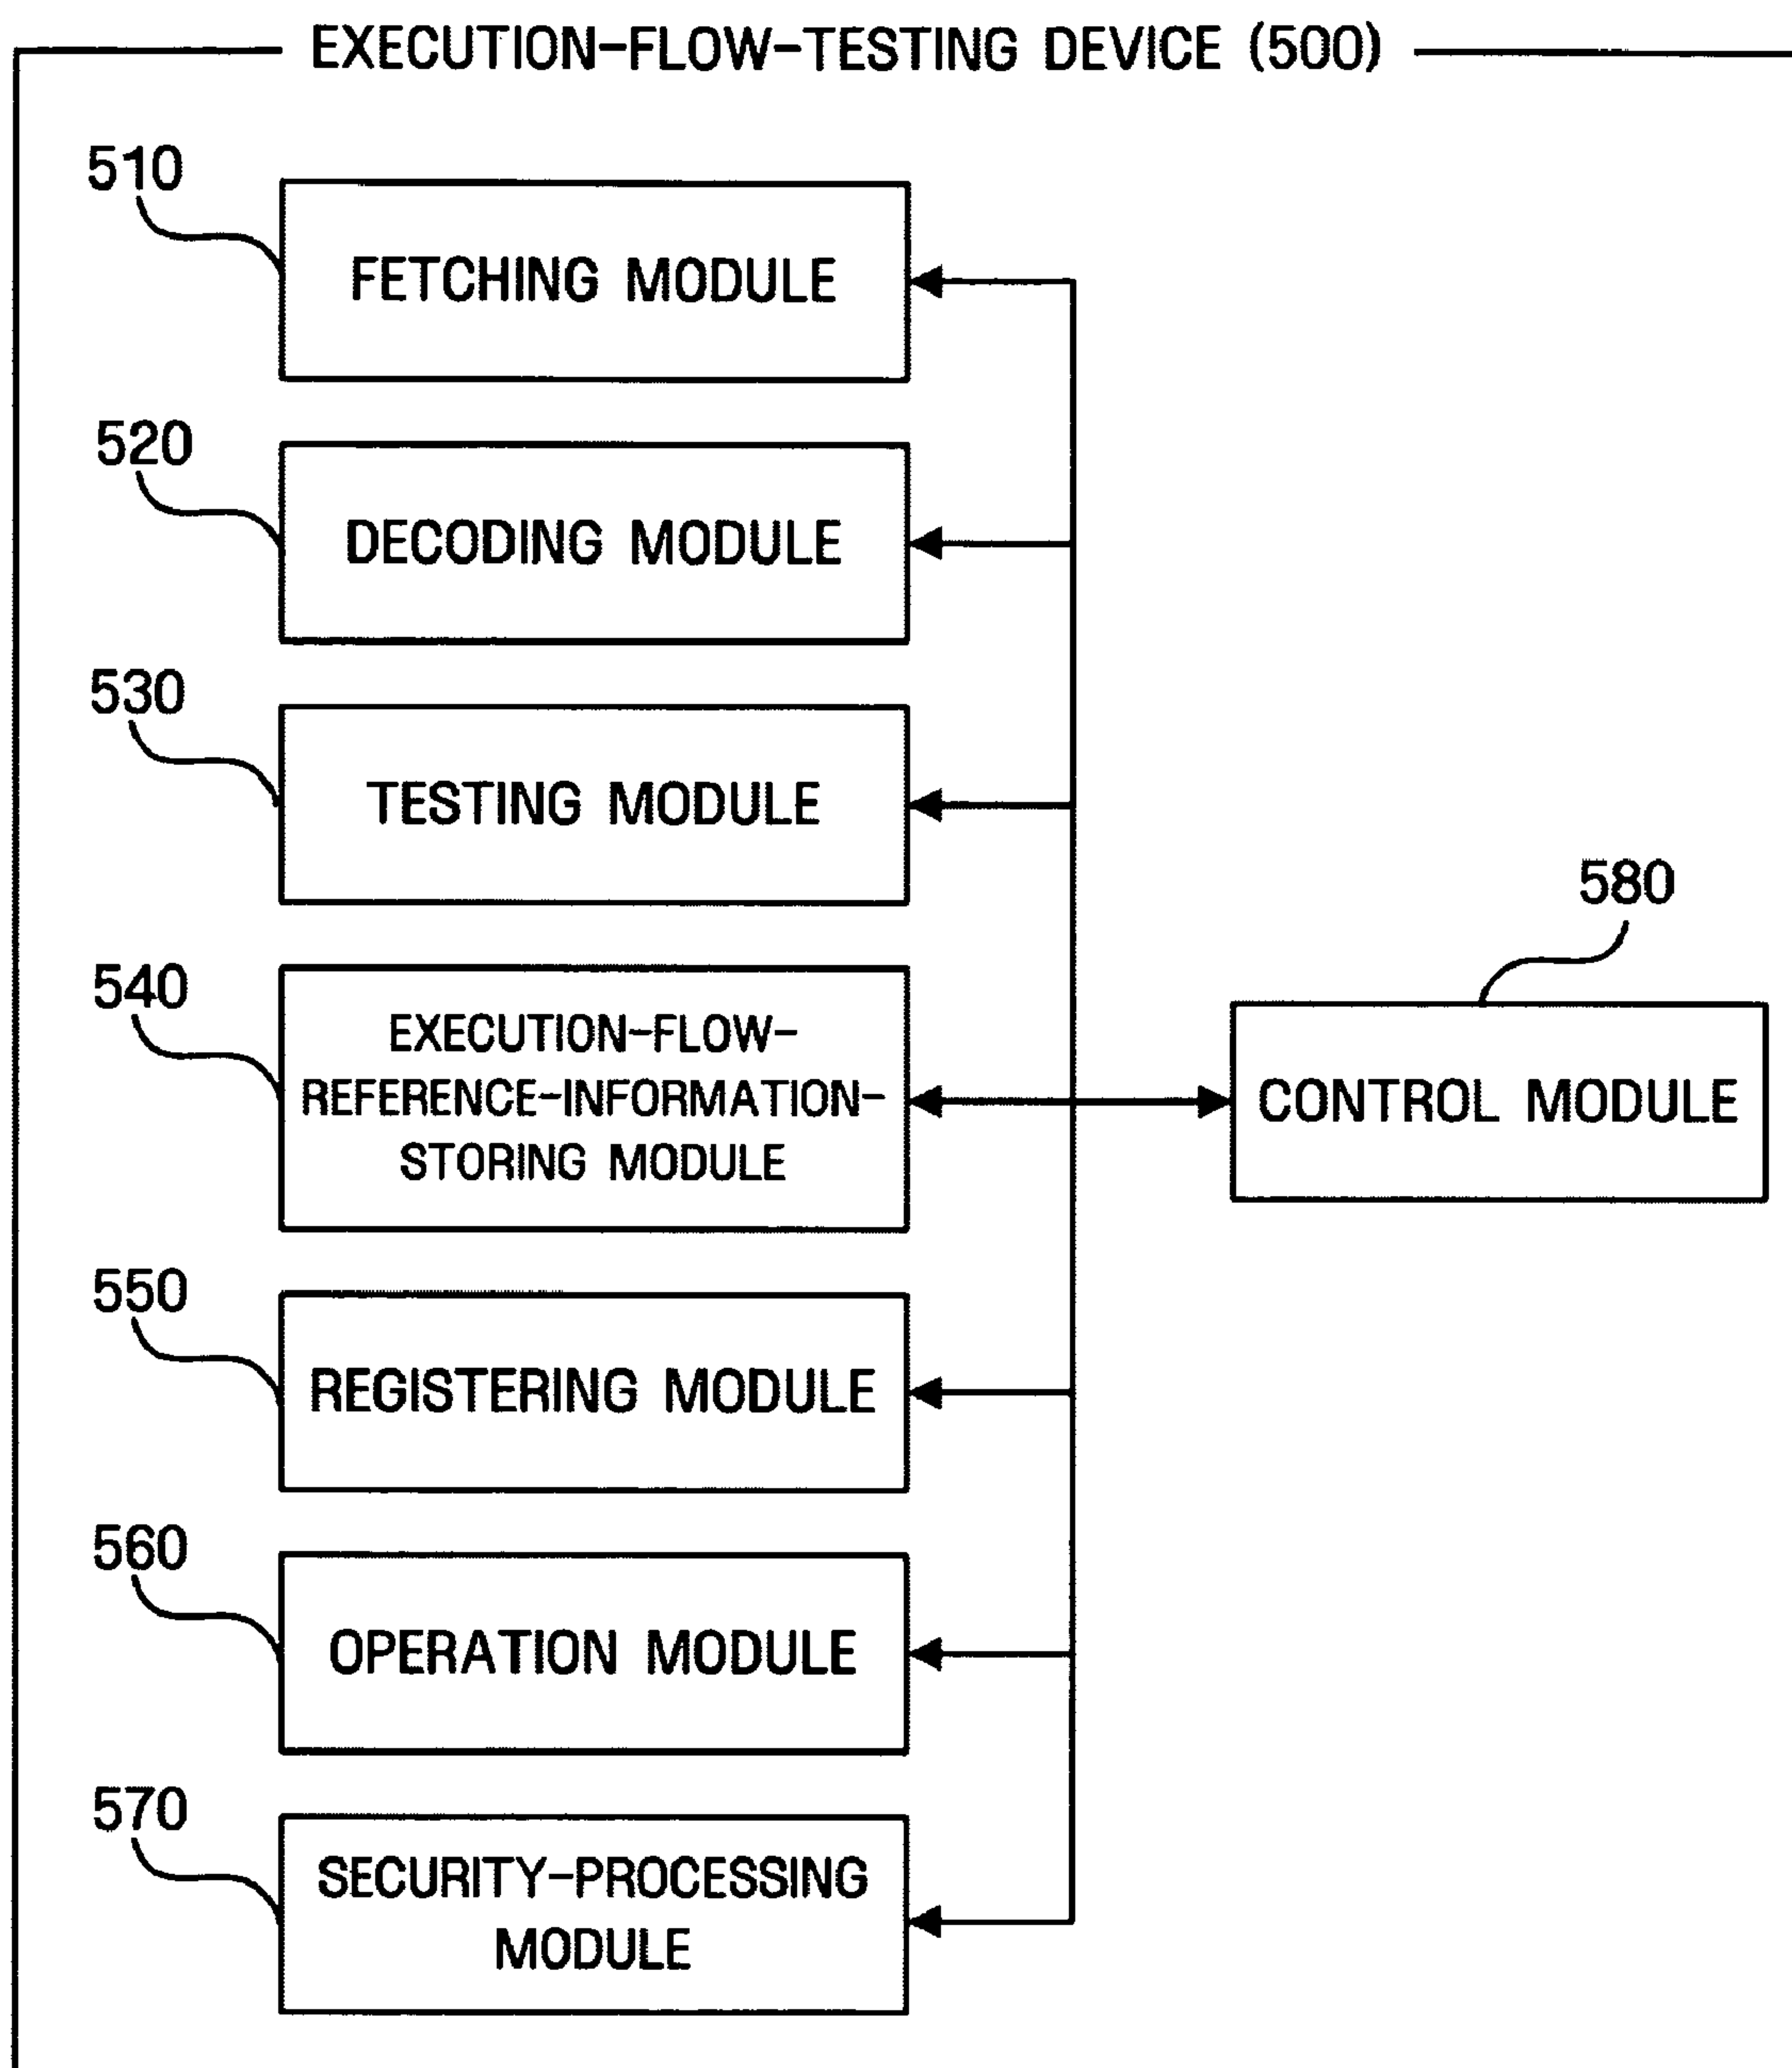 EXECUTION-FLOW-TESTING DEVICE (500)
510
FETCHING MODULE
520
DECODING MODULE
530
TESTING MODULE
540
EXECUTION-FLOW-
REFERENCE-INFORMATION-
STORING MODULE
580
CONTROL MODULE
550
REGISTERING MODULE
560
OPERATION MODULE
570
SECURITY-PROCESSING
MODULE